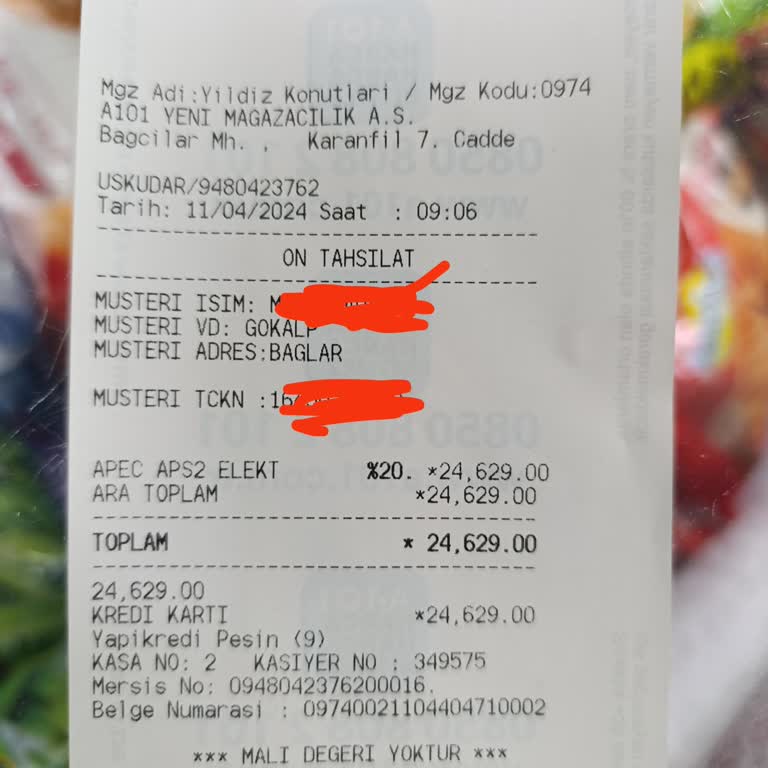 Mgz Adi:Yildiz Konutlari / Mgz Kodu:0974
A101 YENI MAGAZACILIK A.S.
Bagcilar Mh. . Karanfil 7. Cadde
USKUDAR/9480423762
Tarih: 11/04/2024 Saat : 09:06
ON TAHSILAT
MUSTERI ISIM: M
MUSTERI VD: GOKALP
MUSTERI ADRES:BAGLAR
MUSTERI TCKN :16
APEC APS2 ELEKT %20. *24,629.00
ARA TOPLAM *24,629.00
TOPLAM * 24,629.00
24,629.00
KREDI KARTI *24,629.00
Yapikredi Pesin (9)
KASA NO: 2 KASIYER NO : 349575
Mersis No: 0948042376200016.
Belge Numarasi : 09740021104404710002
*** MALI DEGERI YOKTUR ***